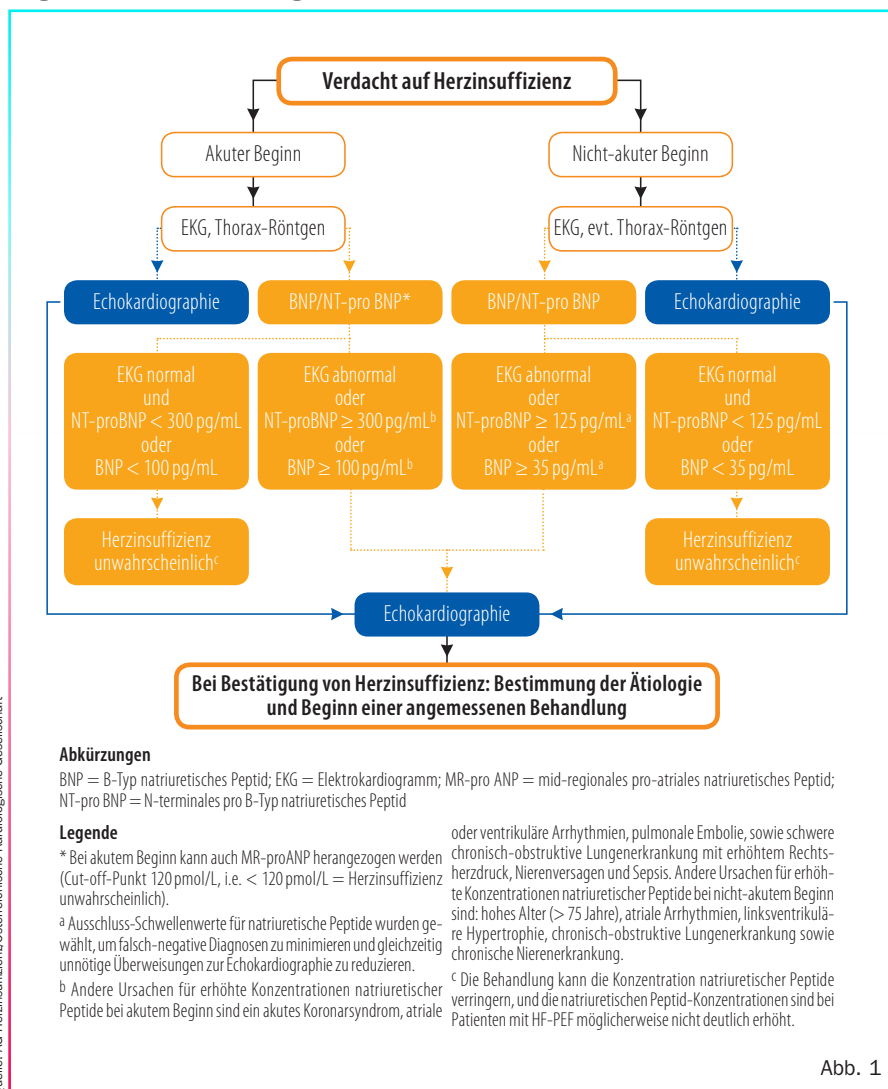 Verdacht auf Herzinsuffizienz
Akuter Beginn
Nicht-akuter Beginn
EKG, Thorax-Röntgen
EKG, evt. Thorax-Röntgen
Echokardiographie
BNP/NT-pro BNP*
BNP/NT-pro BNP
Echokardiographie
EKG normal
und
NT-proBNP < 300 pg/mL
oder
BNP < 100 pg/mL
EKG abnormal
oder
NT-proBNP ≥ 300 pg/mLᵇ
oder
BNP ≥ 100 pg/mLᵇ
EKG abnormal
oder
NT-proBNP ≥ 125 pg/mLᵃ
oder
BNP ≥ 35 pg/mLᵃ
EKG normal
und
NT-proBNP < 125 pg/mL
oder
BNP < 35 pg/mL
Herzinsuffizienz
unwahrscheinlichᶜ
Herzinsuffizienz
unwahrscheinlichᶜ
Echokardiographie
Bei Bestätigung von Herzinsuffizienz: Bestimmung der Ätiologie
und Beginn einer angemessenen Behandlung
Abkürzungen
BNP = B-Typ natriuretisches Peptid; EKG = Elektrokardiogramm; MR-pro ANP = mid-regionales pro-atriales natriuretisches Peptid;
NT-pro BNP = N-terminales pro B-Typ natriuretisches Peptid
Legende
* Bei akutem Beginn kann auch MR-proANP herangezogen werden
(Cut-off-Punkt 120 pmol/L, i.e. < 120 pmol/L = Herzinsuffizienz
unwahrscheinlich).
ᵃ Ausschluss-Schwellenwerte für natriuretische Peptide wurden ge-
wählt, um falsch-negative Diagnosen zu minimieren und gleichzeitig
unnötige Überweisungen zur Echokardiographie zu reduzieren.
ᵇ Andere Ursachen für erhöhte Konzentrationen natriuretischer
Peptide bei akutem Beginn sind ein akutes Koronarsyndrom, atriale
oder ventrikuläre Arrhythmien, pulmonale Embolie, sowie schwere
chronisch-obstruktive Lungenerkrankung mit erhöhtem Rechts-
herzdruck, Nierenversagen und Sepsis. Andere Ursachen für erhöh-
te Konzentrationen natriuretischer Peptide bei nicht-akutem Beginn
sind: hohes Alter (> 75 Jahre), atriale Arrhythmien, linksventrikulä-
re Hypertrophie, chronisch-obstruktive Lungenerkrankung sowie
chronische Nierenerkrankung.
ᶜ Die Behandlung kann die Konzentration natriuretischer Peptide
verringern, und die natriuretischen Peptid-Konzentrationen sind bei
Patienten mit HF-PEF möglicherweise nicht deutlich erhöht.
Abb. 1